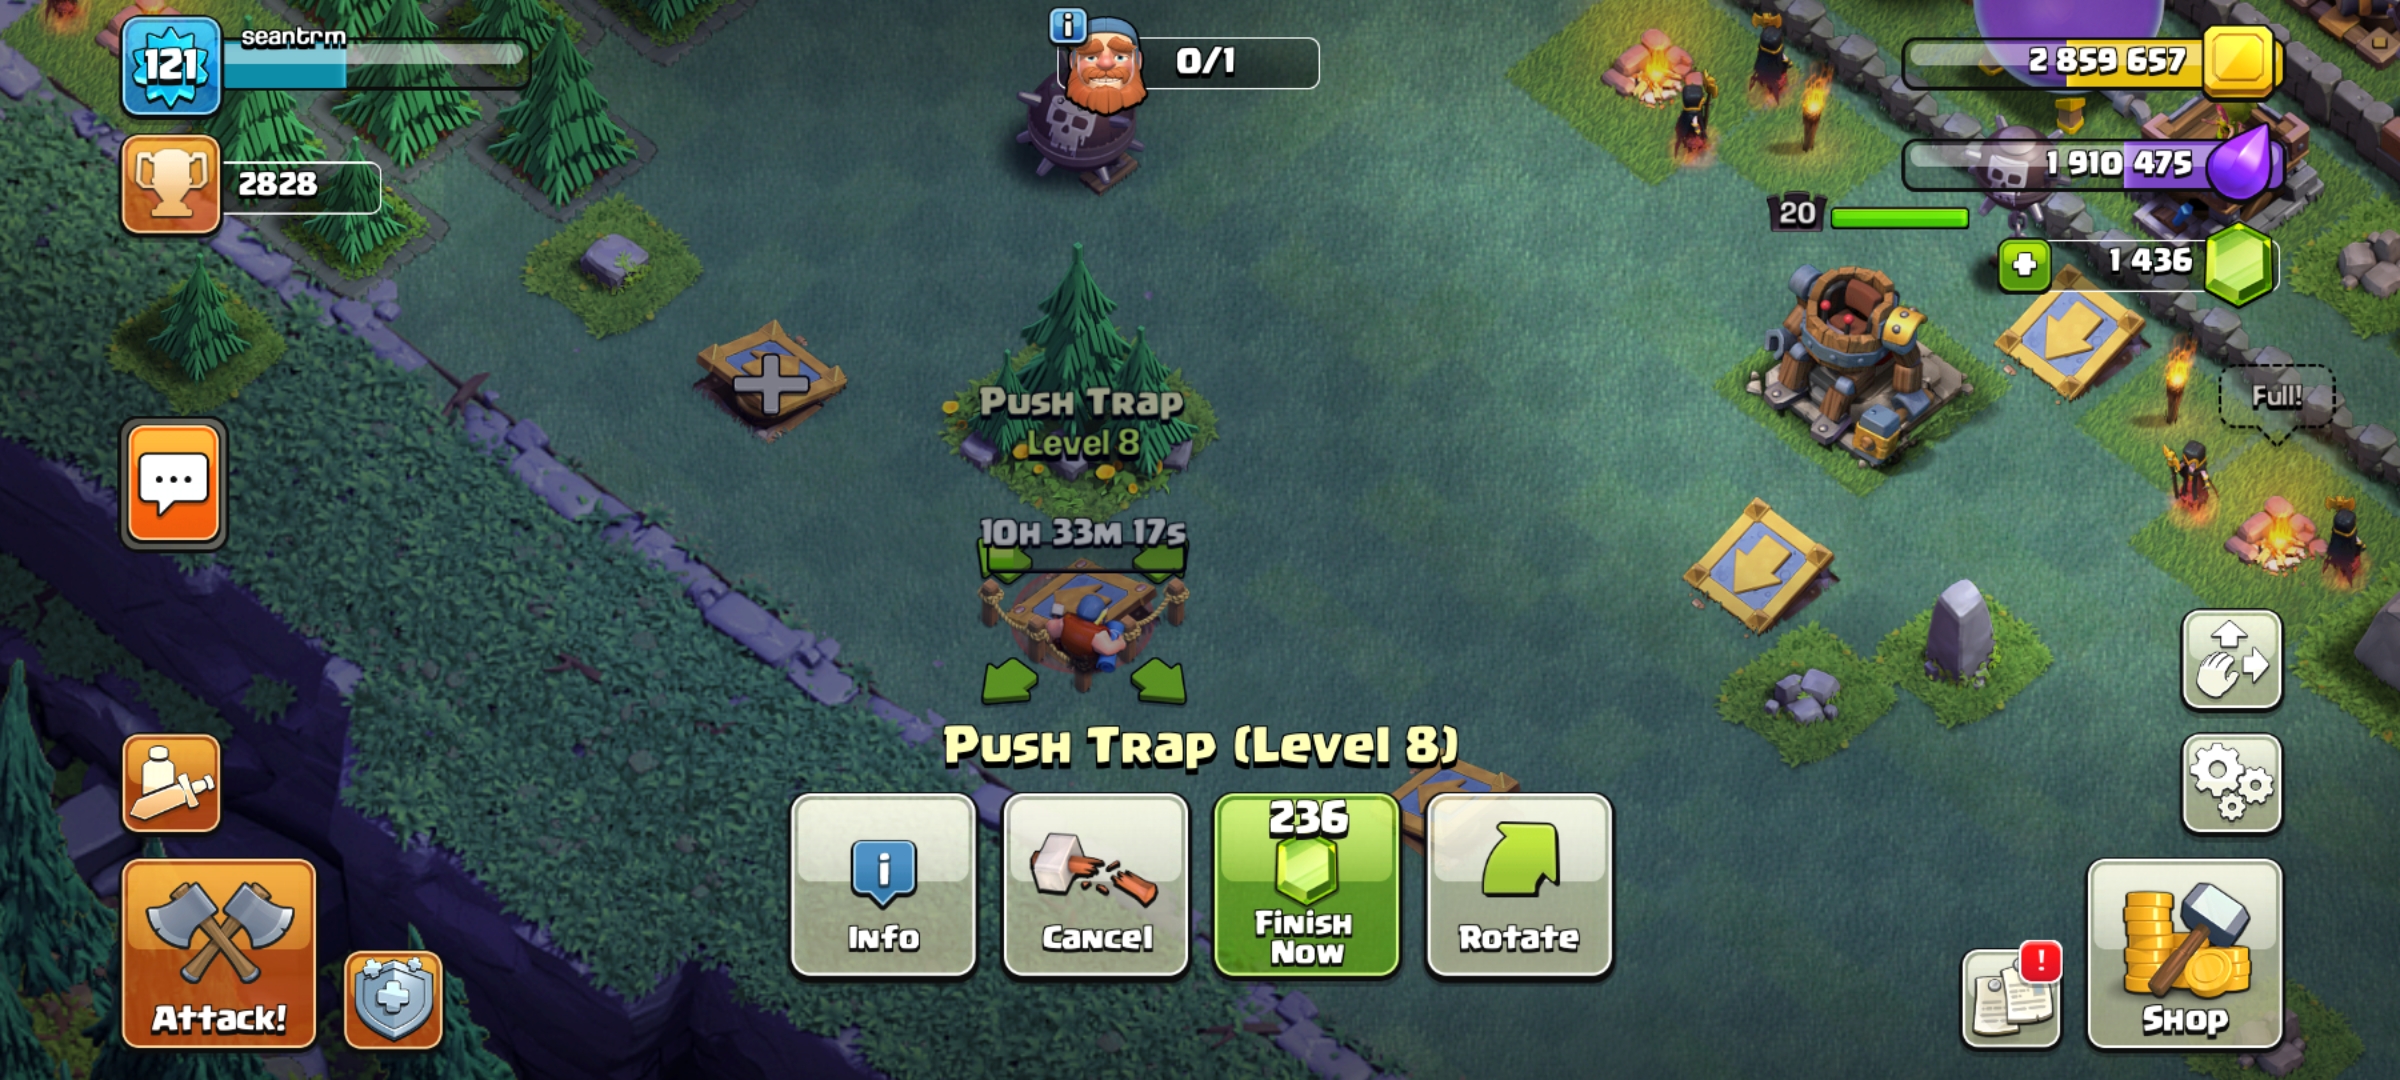 121
seantrm
i
0/1
2 859 657
2828
1 910 475
20
1 436
Full!
Push Trap
Level 8
10H 33M 17s
Push Trap (Level 8)
i
Info
Cancel
236
Finish
Now
Rotate
Attack!
!
Shop